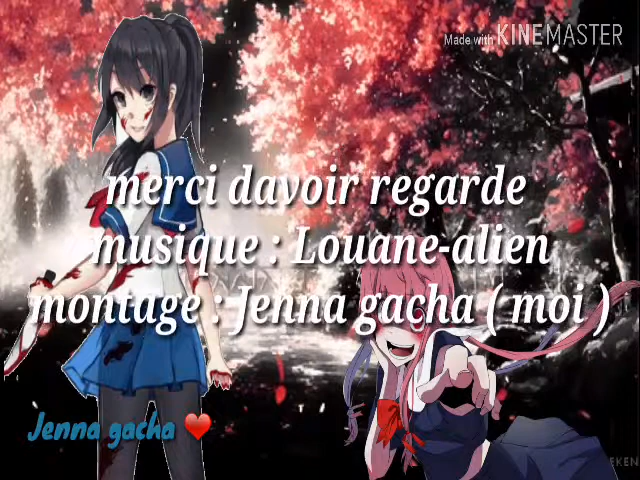 Made with KINEMASTER
merci davoir regarde
musique : Louane-alien
montage : Jenna gacha ( moi )
Jenna gacha ❤️